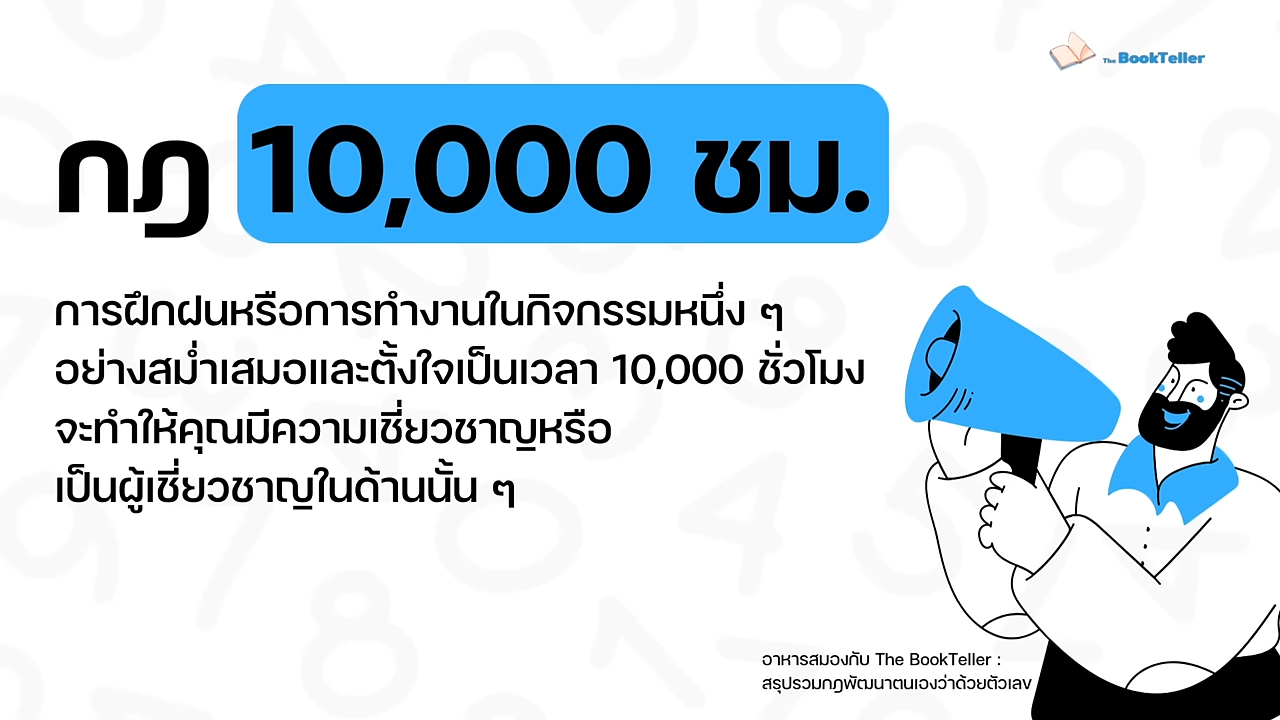 The BookTeller
กฎ 10,000 ชม.
การฝึกฝนหรือการทำงานในกิจกรรมหนึ่ง ๆ
อย่างสม่ำเสมอและตั้งใจเป็นเวลา 10,000 ชั่วโมง
จะทำให้คุณมีความเชี่ยวชาญหรือ
เป็นผู้เชี่ยวชาญในด้านนั้น ๆ
อาหารสมองกับ The BookTeller :
สรุปรวมกฎพัฒนาตนเองว่าด้วยตัวเลข